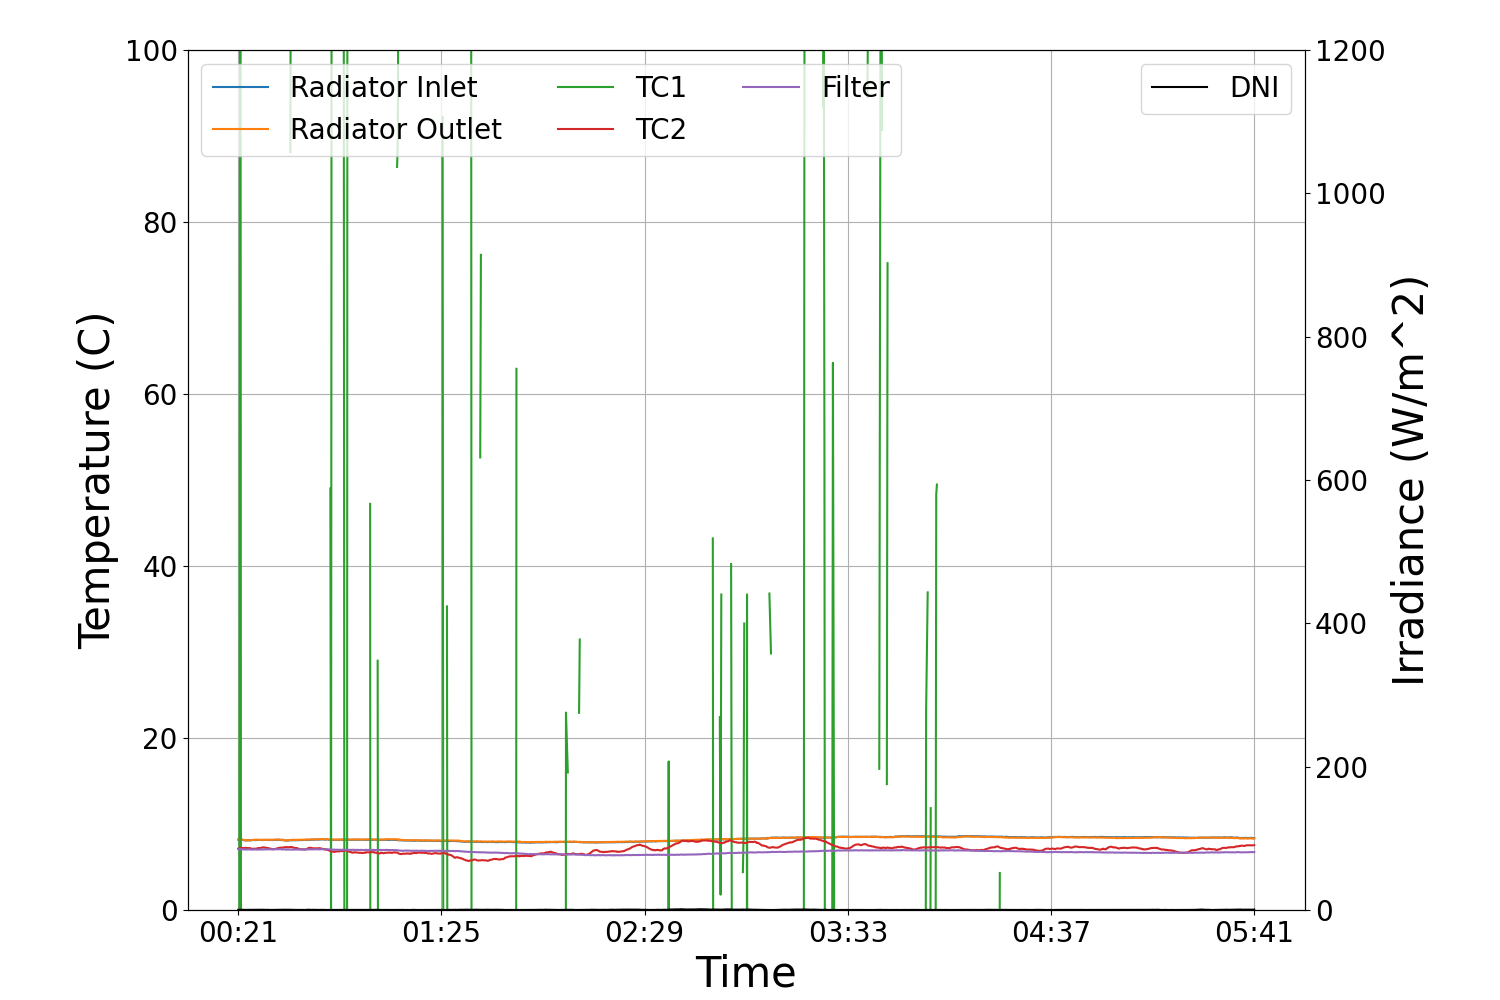 100
80
60
40
20
0
Temperature (C)
Radiator Inlet
Radiator Outlet
TC1
TC2
Filter
DNI
1200
1000
800
600
400
200
0
Irradiance (W/m^2)
00:21 01:25 02:29 03:33 04:37 05:41
Time